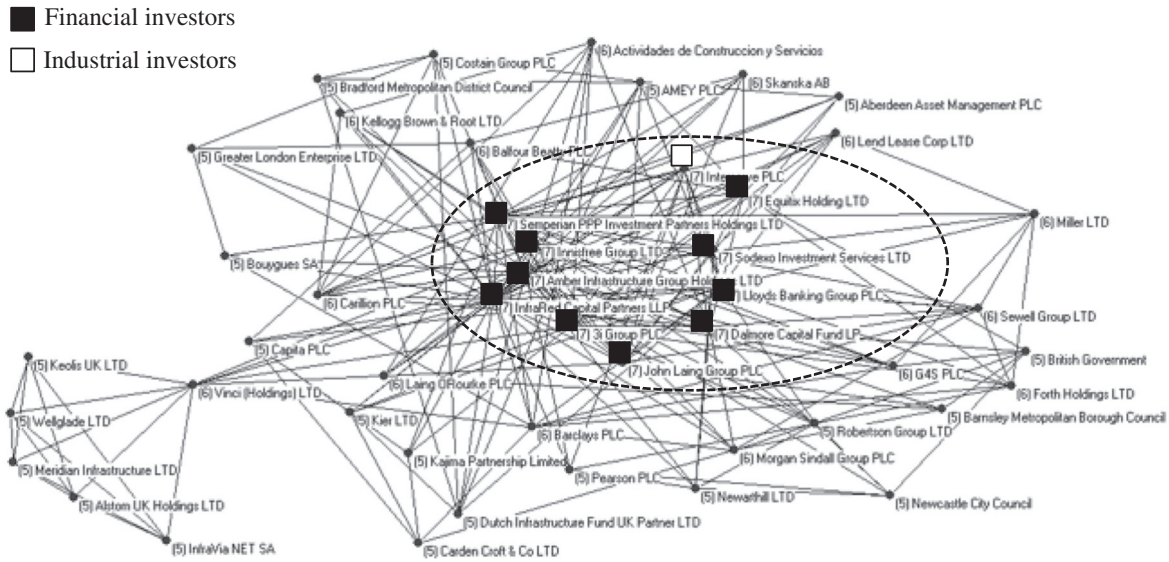 Financial investors
Industrial investors
(6) Actividades de Construccion y Servicios
(5) Costain Group PLC
(6) Skanska AB
(5) Bradford Metropolitan District Council
(5) AMEY PLC
(5) Aberdeen Asset Management PLC
(6) Kellogg Brown & Root LTD
(6) Lend Lease Corp LTD
(5) Greater London Enterprise LTD
(6) Balfour Beatty PLC
(7) PLC
(7) Equitix Holding LTD
(6) Miller LTD
(7) Semperian PPP Investment Partners Holdings LTD
(7) Innisfree Group LTD
(7) Sodexo Investment Services LTD
(5) Bouygues SA
(7) Amber Infrastructure Group Holdings LTD
(7) Lloyds Banking Group PLC
(6) Carillion PLC
(7) InfraRed Capital Partners LLP
(6) Sewell Group LTD
(7) 3i Group PLC
(7) Dalmore Capital Fund LP
(5) Capita PLC
(5) British Government
(5) Keolis UK LTD
(7) John Laing Group PLC
(6) G4S PLC
(6) Laing ORourke PLC
(6) Vinci (Holdings) LTD
(6) Forth Holdings LTD
(5) Barnsley Metropolitan Borough Council
(5) Wellglade LTD
(5) Kier LTD
(5) Robertson Group LTD
(6) Barclays PLC
(6) Morgan Sindall Group PLC
(5) Kajima Partnership Limited
(5) Meridian Infrastructure LTD
(5) Pearson PLC
(5) Newarthill LTD
(5) Newcastle City Council
(5) Alstom UK Holdings LTD
(5) Dutch Infrastructure Fund UK Partner LTD
(5) InfraVia NET SA
(5) Carden Croft & Co LTD